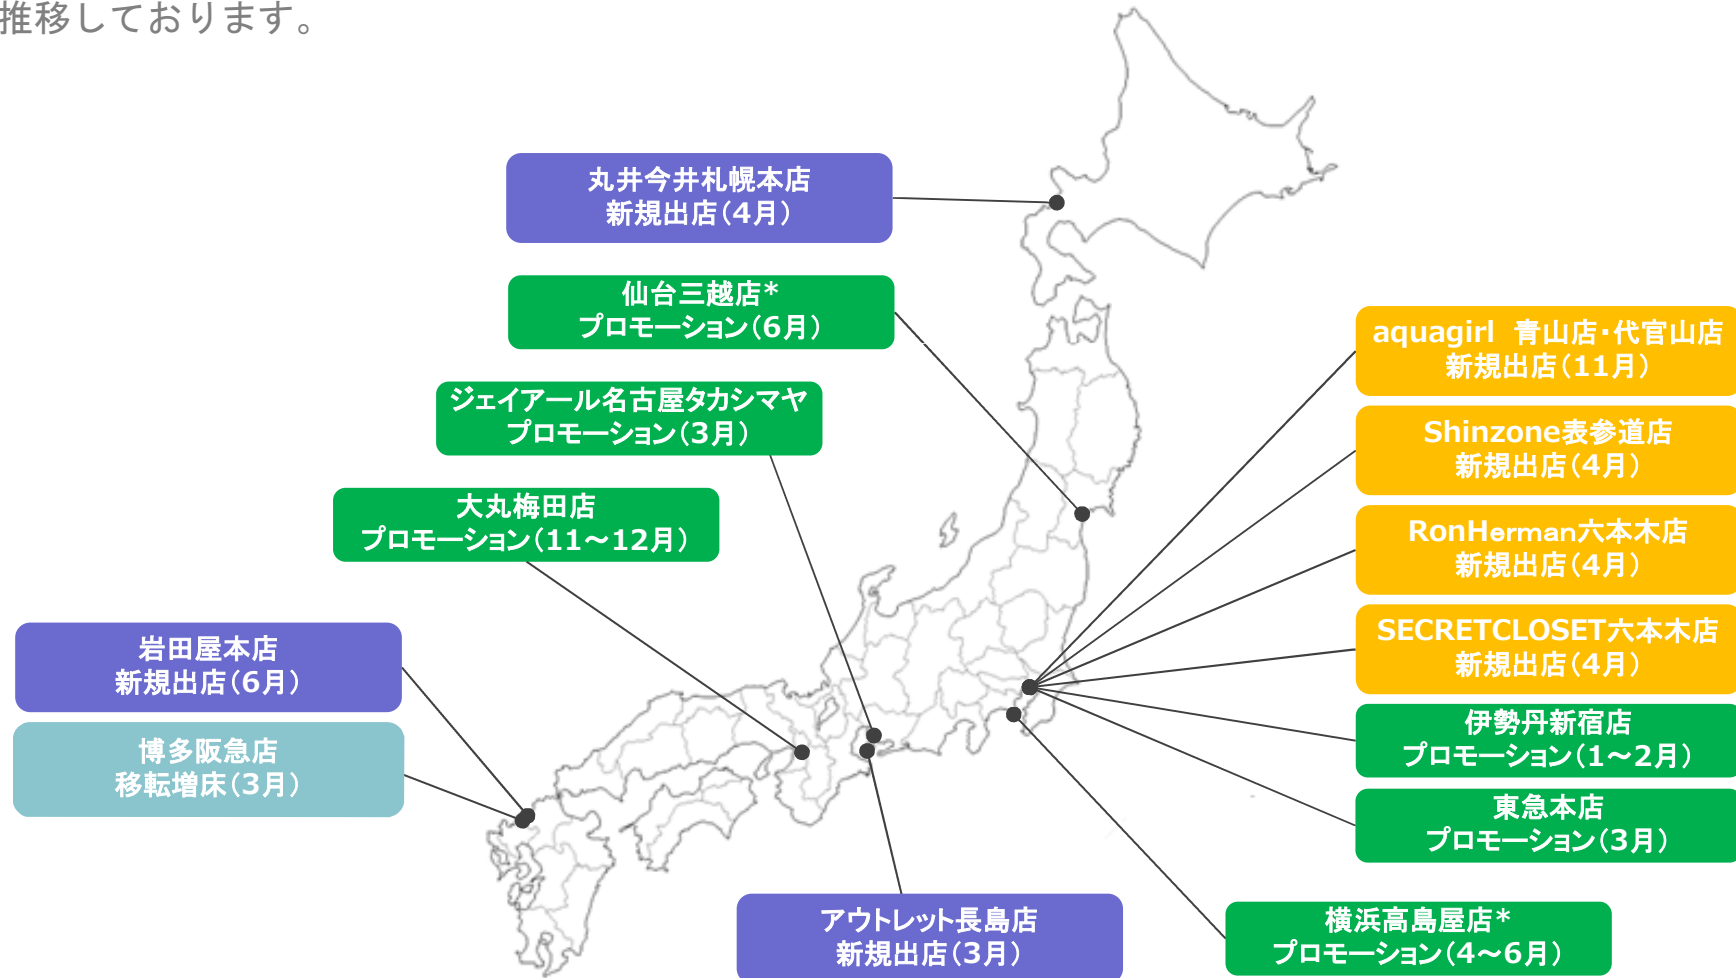 推移しております。
丸井今井札幌本店
新規出店（4月）
仙台三越店*
プロモーション（6月）
ジェイアール名古屋タカシマヤ
プロモーション（3月）
大丸梅田店
プロモーション（11～12月）
岩田屋本店
新規出店（6月）
博多阪急店
移転増床（3月）
アウトレット長島店
新規出店（3月）
aquagirl　青山店・代官山店
新規出店（11月）
Shinzone表参道店
新規出店（4月）
RonHerman六本木店
新規出店（4月）
SECRETCLOSET六本木店
新規出店（4月）
伊勢丹新宿店
プロモーション（1～2月）
東急本店
プロモーション（3月）
横浜高島屋店*
プロモーション（4～6月）